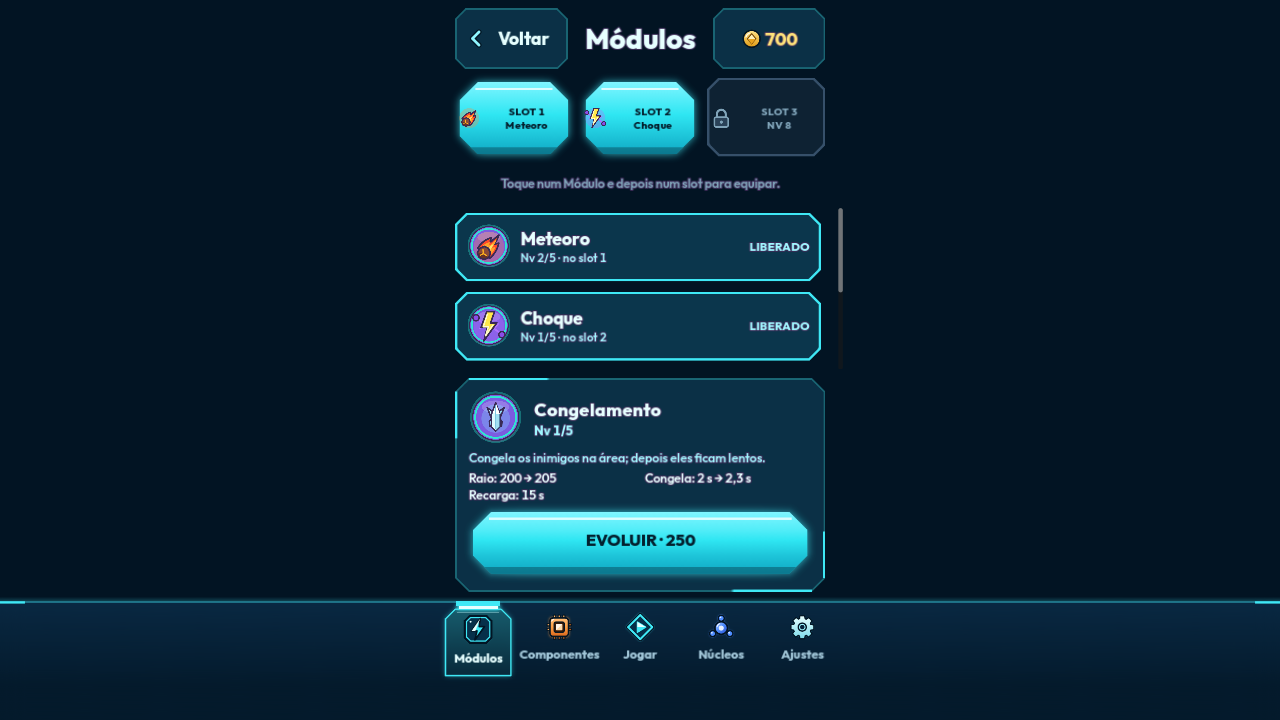 Voltar
Módulos
700
SLOT 1
Meteoro
SLOT 2
Choque
SLOT 3
NV 8
Toque num Módulo e depois num slot para equipar.
Meteoro
Nv 2/5 · no slot 1
LIBERADO
Choque
Nv 1/5 · no slot 2
LIBERADO
Congelamento
Nv 1/5
Congela os inimigos na área; depois eles ficam lentos.
Raio: 200 → 205
Congela: 2 s → 2,3 s
Recarga: 15 s
EVOLUIR · 250
Módulos
Componentes
Jogar
Núcleos
Ajustes